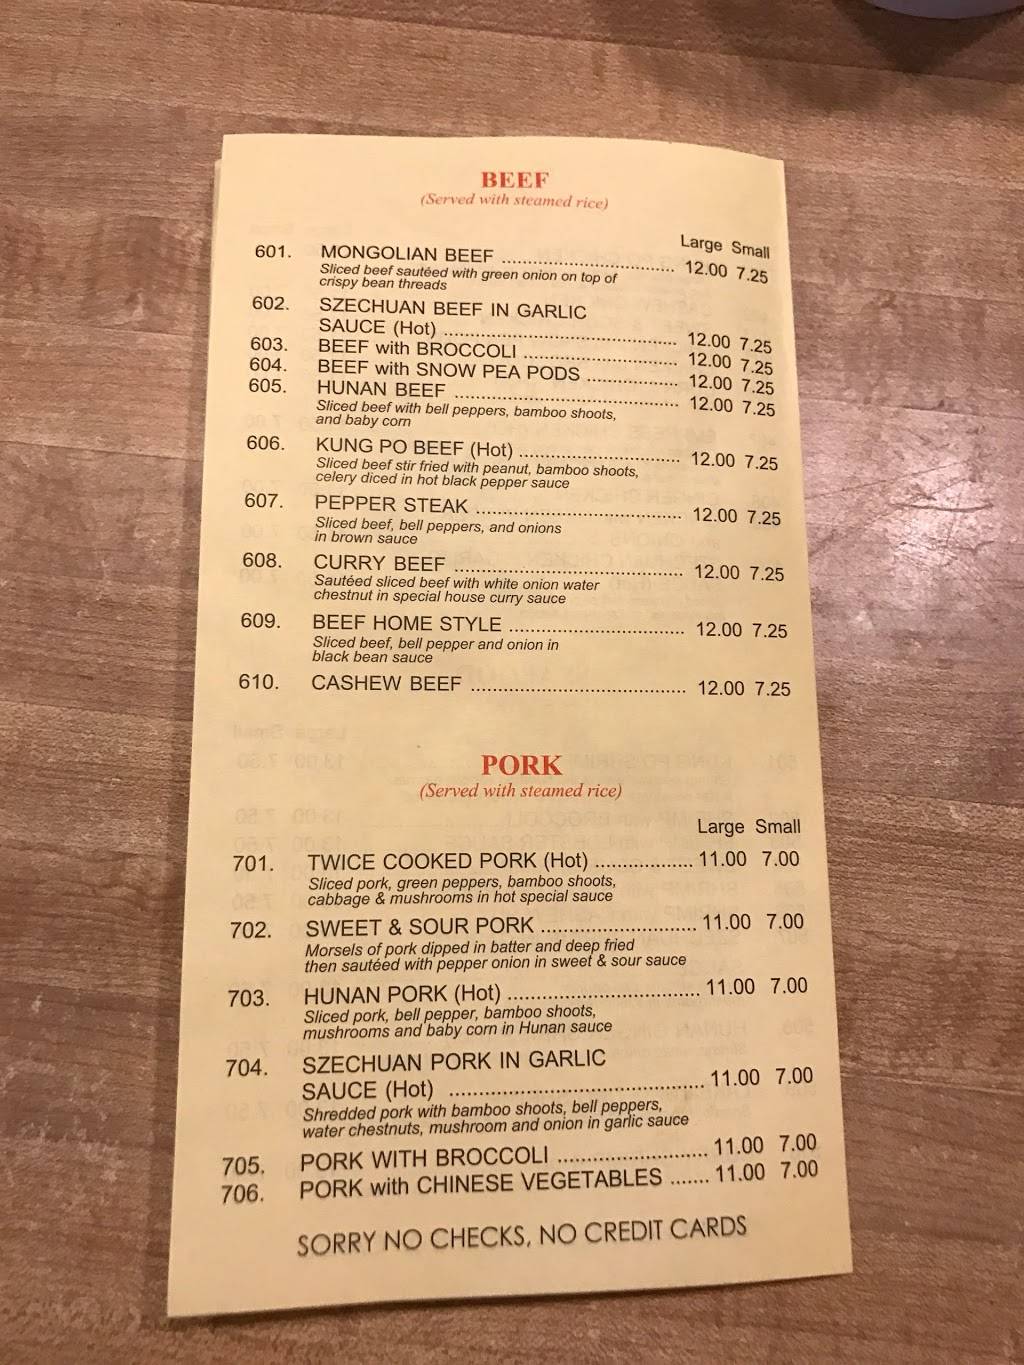 BEEF
(Served with steamed rice)
Large Small
601. MONGOLIAN BEEF ................................ 12.00 7.25
Sliced beef sautéed with green onion on top of
crispy bean threads
602. SZECHUAN BEEF IN GARLIC
SAUCE (Hot) ........................................... 12.00 7.25
603. BEEF with BROCCOLI ............................. 12.00 7.25
604. BEEF with SNOW PEA PODS ................. 12.00 7.25
605. HUNAN BEEF .......................................... 12.00 7.25
Sliced beef with bell peppers, bamboo shoots,
and baby corn
606. KUNG PO BEEF (Hot) .............................. 12.00 7.25
Sliced beef stir fried with peanut, bamboo shoots,
celery diced in hot black pepper sauce
607. PEPPER STEAK ...................................... 12.00 7.25
Sliced beef, bell peppers, and onions
in brown sauce
608. CURRY BEEF .......................................... 12.00 7.25
Sautéed sliced beef with white onion water
chestnut in special house curry sauce
609. BEEF HOME STYLE ................................ 12.00 7.25
Sliced beef, bell pepper and onion in
black bean sauce
610. CASHEW BEEF ........................................ 12.00 7.25
PORK
(Served with steamed rice)
Large Small
701. TWICE COOKED PORK (Hot) ................. 11.00 7.00
Sliced pork, green peppers, bamboo shoots,
cabbage & mushrooms in hot special sauce
702. SWEET & SOUR PORK ........................... 11.00 7.00
Morsels of pork dipped in batter and deep fried
then sautéed with pepper onion in sweet & sour sauce
703. HUNAN PORK (Hot) ................................. 11.00 7.00
Sliced pork, bell pepper, bamboo shoots,
mushrooms and baby corn in Hunan sauce
704. SZECHUAN PORK IN GARLIC
SAUCE (Hot) ............................................ 11.00 7.00
Shredded pork with bamboo shoots, bell peppers,
water chestnuts, mushroom and onion in garlic sauce
705. PORK WITH BROCCOLI .......................... 11.00 7.00
706. PORK with CHINESE VEGETABLES ....... 11.00 7.00
SORRY NO CHECKS, NO CREDIT CARDS